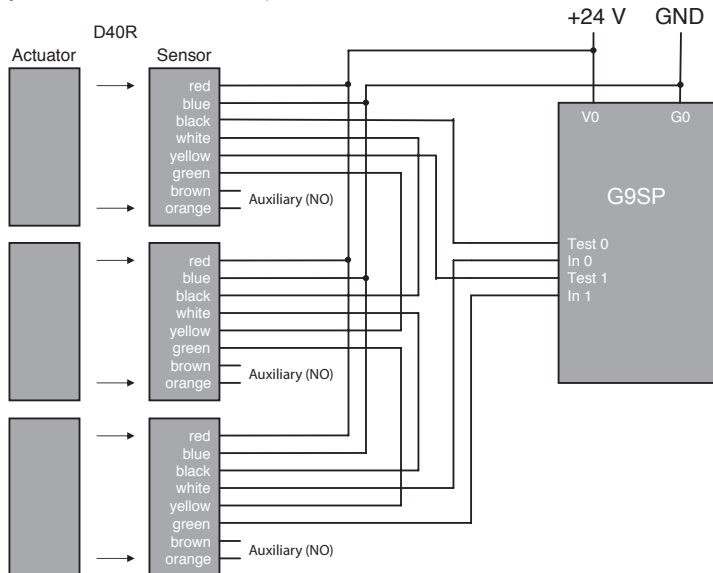 +24 V GND
D40R
Actuator Sensor
red
blue
black
white
yellow
green
brown
orange
Auxiliary (NO)
V0 G0
G9SP
Test 0
In 0
Test 1
In 1
red
blue
black
white
yellow
green
brown
orange
Auxiliary (NO)
red
blue
black
white
yellow
green
brown
orange
Auxiliary (NO)